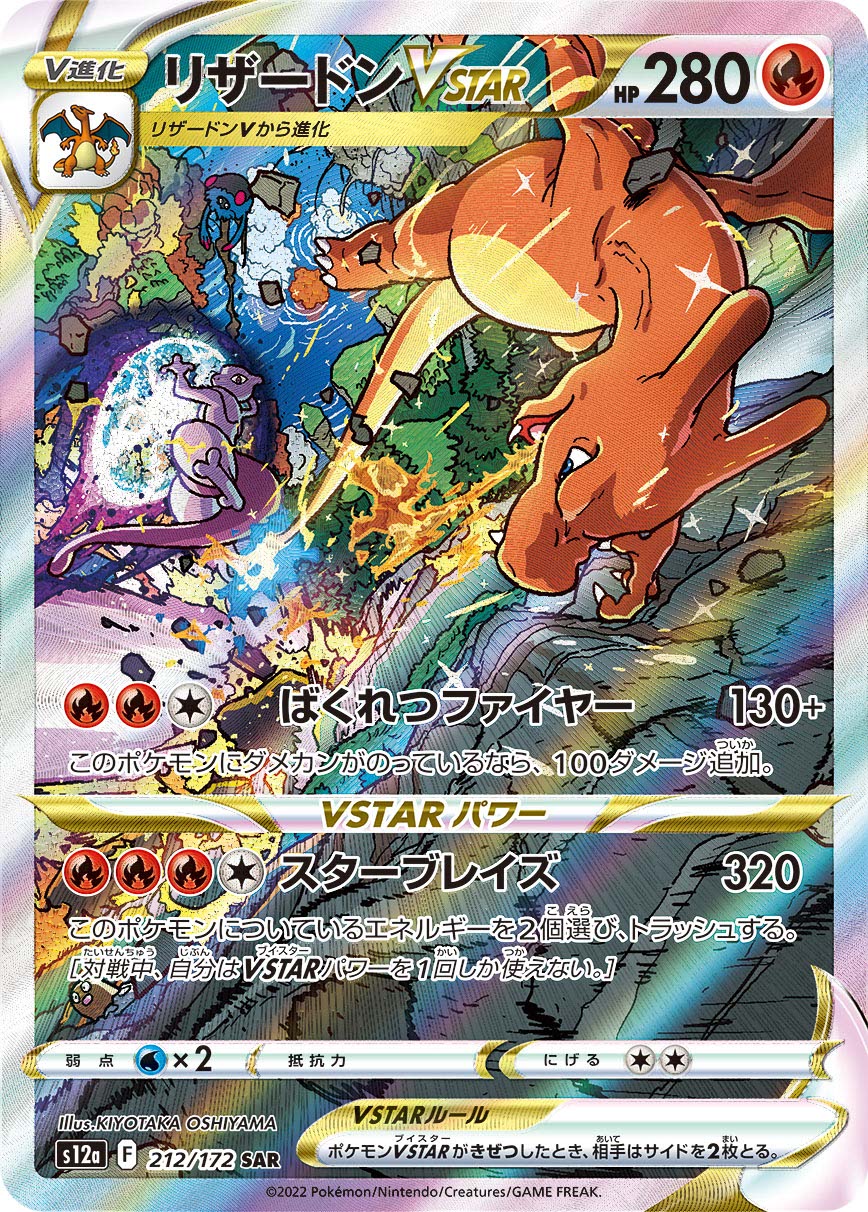 V進化 リザードンVSTAR HP 280
リザードンVから進化
ばくれつファイヤー 130+
このポケモンにダメカンがのっているなら、100ダメージ追加。
VSTARパワー
スターブレイズ 320
このポケモンについているエネルギーを2個選び、トラッシュする。
[対戦中、自分はVSTARパワーを1回しか使えない。]
弱点 ×2 抵抗力 にげる
Illus.KIYOTAKA OSHIYAMA
VSTARルール
ポケモンVSTARがきぜつしたとき、相手はサイドを2枚とる。
s12a F 212/172 SAR
©2022 Pokémon/Nintendo/Creatures/GAME FREAK.